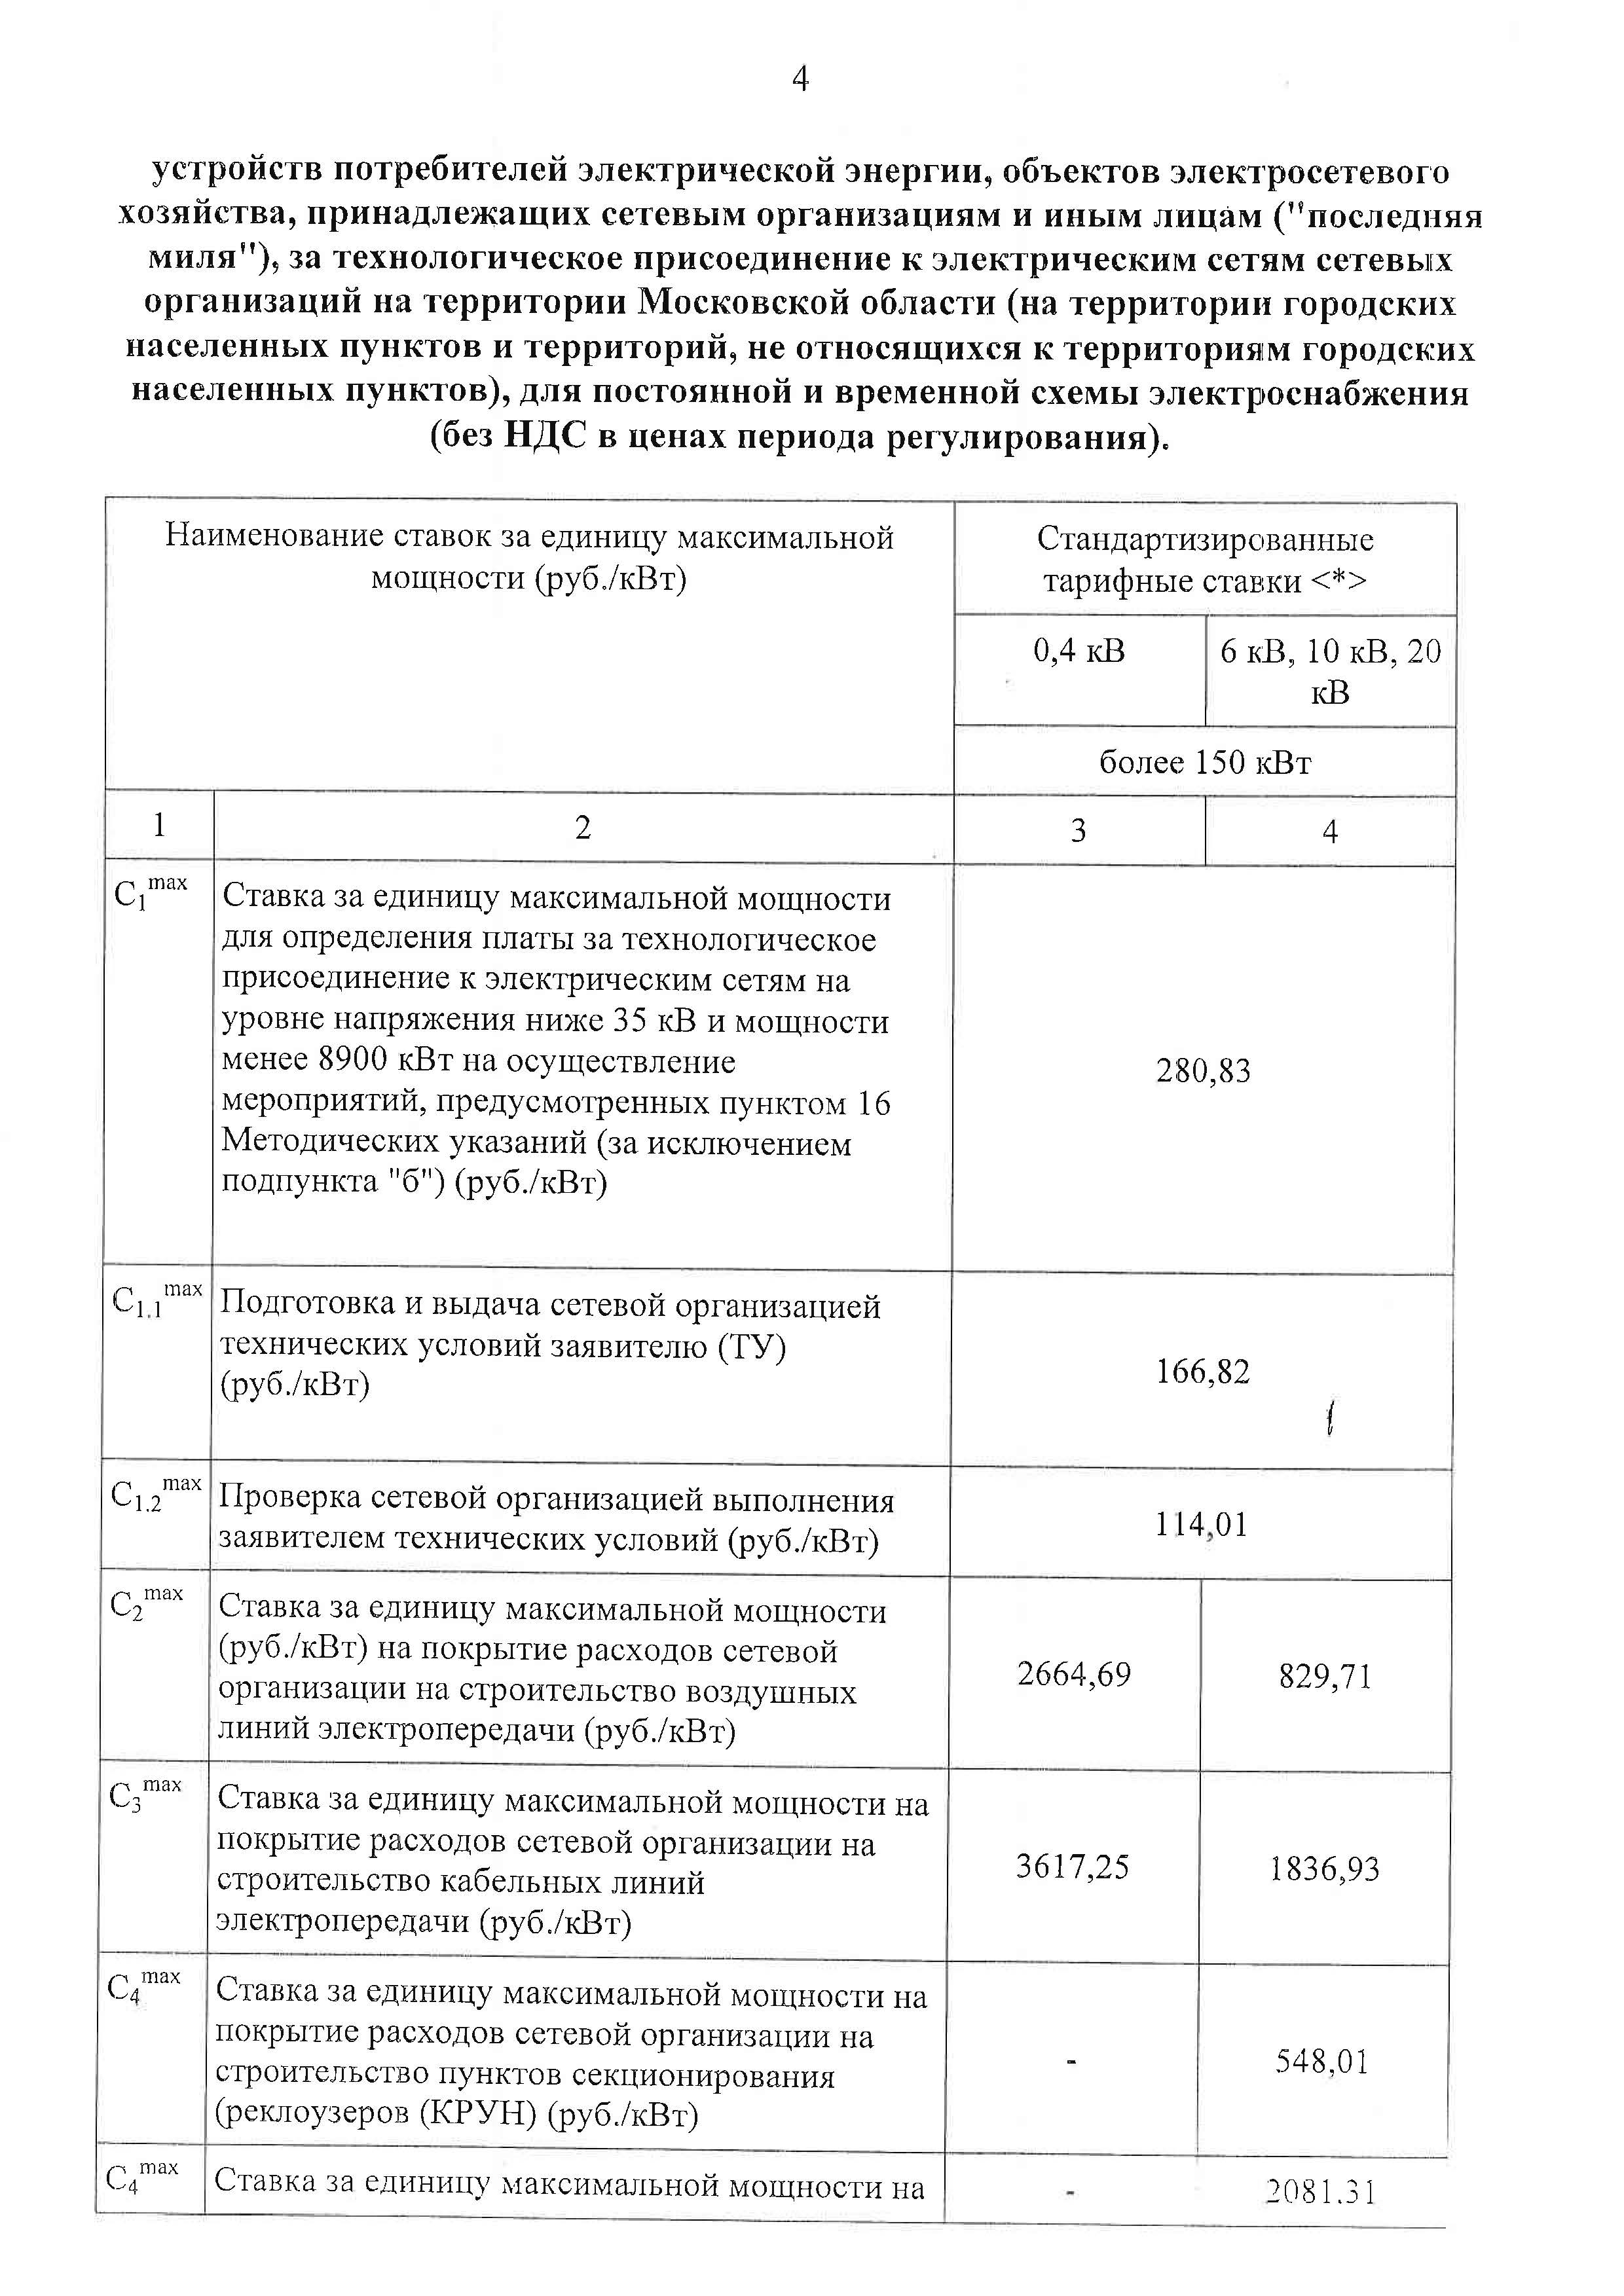 4
устройств потребителей электрической энергии, объектов электросетевого
хозяйства, принадлежащих сетевым организациям и иным лицам ("последняя
миля"), за технологическое присоединение к электрическим сетям сетевых
организаций на территории Московской области (на территории городских
населенных пунктов и территорий, не относящихся к территориям городских
населенных пунктов), для постоянной и временной схемы электроснабжения
(без НДС в ценах периода регулирования).
Наименование ставок за единицу максимальной
мощности (руб./кВт)
Стандартизированные
тарифные ставки <*>
0,4 кВ
6 кВ, 10 кВ, 20
кВ
более 150 кВт
1
2
3
4
C1max
Ставка за единицу максимальной мощности
для определения платы за технологическое
присоединение к электрическим сетям на
уровне напряжения ниже 35 кВ и мощности
менее 8900 кВт на осуществление
мероприятий, предусмотренных пунктом 16
Методических указаний (за исключением
подпункта "б") (руб./кВт)
280,83
C1.1max
Подготовка и выдача сетевой организацией
технических условий заявителю (ТУ)
(руб./кВт)
166,82
C1.2max
Проверка сетевой организацией выполнения
заявителем технических условий (руб./кВт)
114,01
C2max
Ставка за единицу максимальной мощности
(руб./кВт) на покрытие расходов сетевой
организации на строительство воздушных
линий электропередачи (руб./кВт)
2664,69
829,71
C3max
Ставка за единицу максимальной мощности на
покрытие расходов сетевой организации на
строительство кабельных линий
электропередачи (руб./кВт)
3617,25
1836,93
C4max
Ставка за единицу максимальной мощности на
покрытие расходов сетевой организации на
строительство пунктов секционирования
(реклоузеров (КРУН) (руб./кВт)
-
548,01
C4max
Ставка за единицу максимальной мощности на
-
2081.31